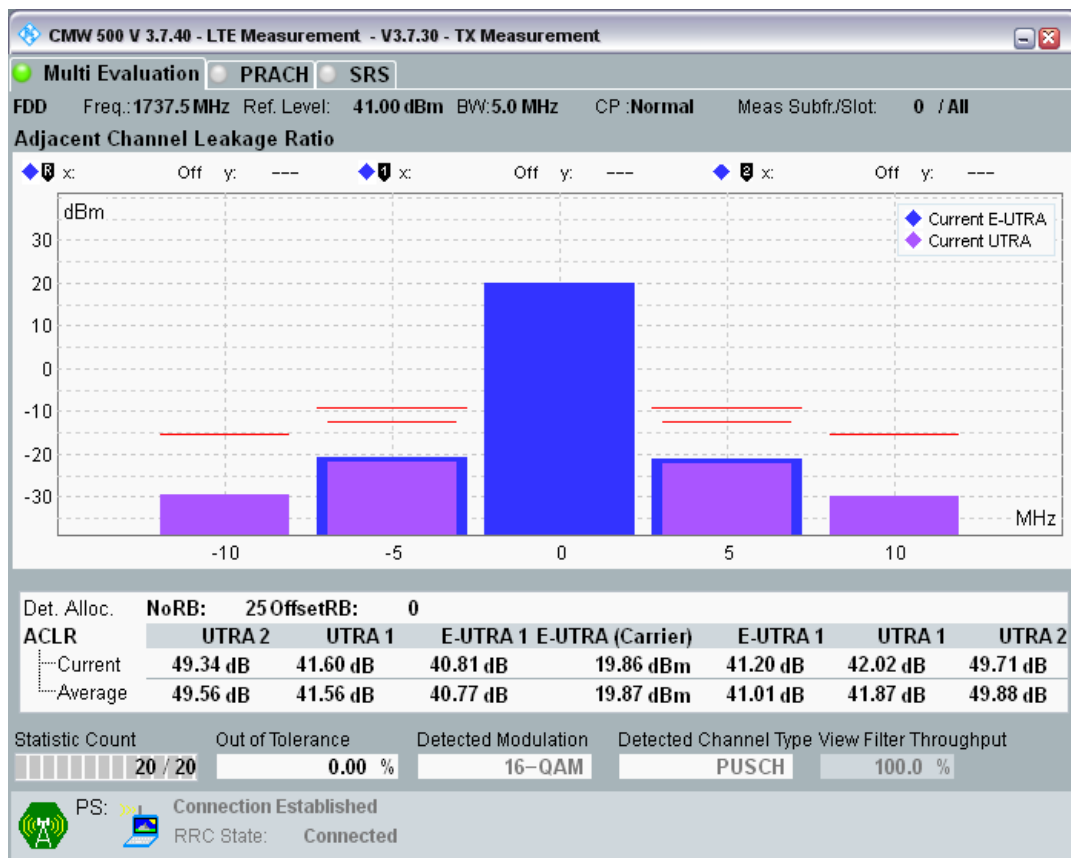 CMW 500 V 3.7.40 - LTE Measurement - V3.7.30 - TX Measurement
Multi Evaluation PRACH SRS
FDD Freq.:1737.5 MHz Ref. Level: 41.00 dBm BW:5.0 MHz CP :Normal Meas Subfr./Slot: 0 / All
Adjacent Channel Leakage Ratio
R x: Off y: --- 1 x: Off y: --- 2 x: Off y: ---
dBm
Current E-UTRA
Current UTRA
30
20
10
0
-10
-20
-30
MHz
-10 -5 0 5 10
Det. Alloc. NoRB: 25 OffsetRB: 0
ACLR UTRA 2 UTRA 1 E-UTRA 1 E-UTRA (Carrier) E-UTRA 1 UTRA 1 UTRA 2
Current 49.34 dB 41.60 dB 40.81 dB 19.86 dBm 41.20 dB 42.02 dB 49.71 dB
Average 49.56 dB 41.56 dB 40.77 dB 19.87 dBm 41.01 dB 41.87 dB 49.88 dB
Statistic Count Out of Tolerance Detected Modulation Detected Channel Type View Filter Throughput
20 / 20 0.00 % 16-QAM PUSCH 100.0 %
PS: Connection Established
RRC State: Connected